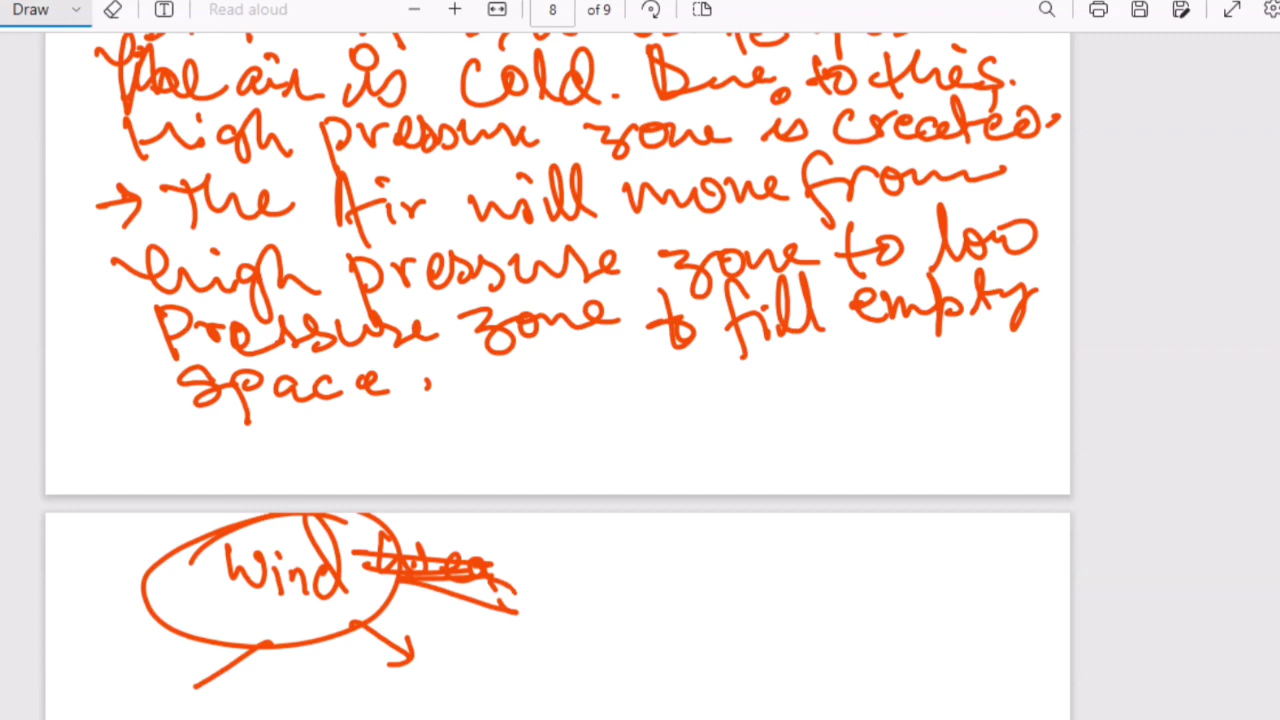 Draw Read aloud 8 of 9
the air is cold. Due to this.
high pressure zone is created.
→ The Air will move from
high pressure zone to low
pressure zone to fill empty
space.
Wind